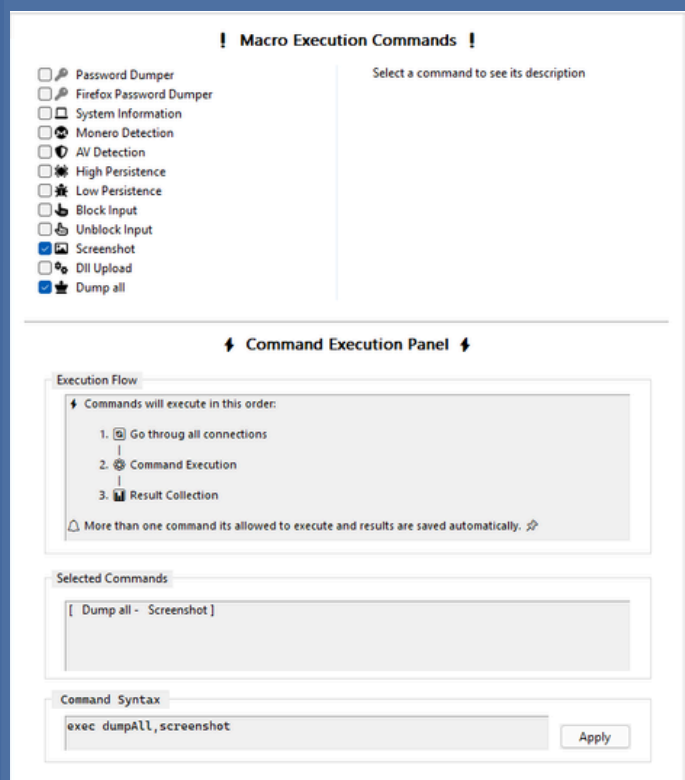 ! Macro Execution Commands !
Password Dumper
Firefox Password Dumper
System Information
Monero Detection
AV Detection
High Persistence
Low Persistence
Block Input
Unblock Input
Screenshot
Dll Upload
Dump all
Select a command to see its description
Command Execution Panel
Execution Flow
Commands will execute in this order:
1. Go throug all connections
|
2. Command Execution
|
3. Result Collection
More than one command its allowed to execute and results are saved automatically.
Selected Commands
[ Dump all - Screenshot ]
Command Syntax
exec dumpAll,screenshot
Apply